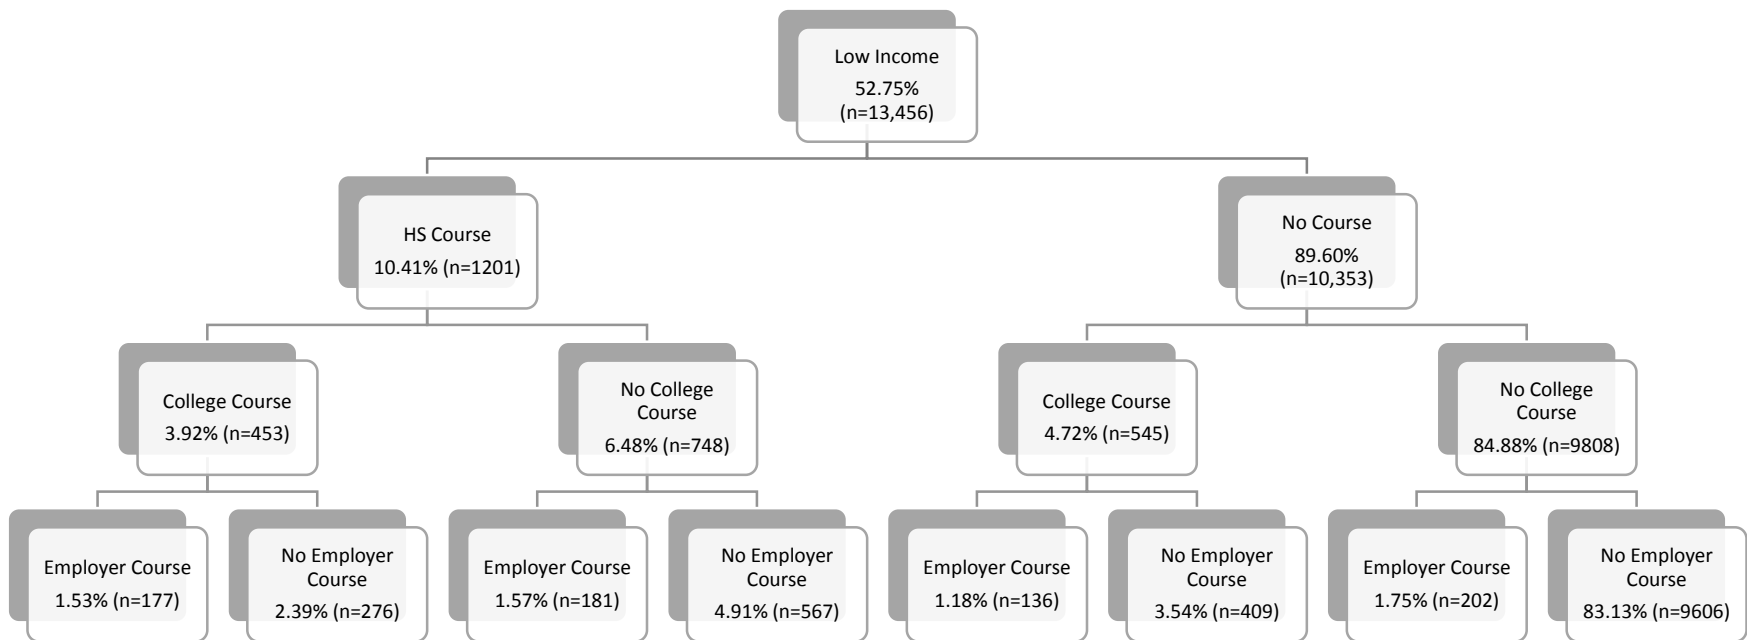 Low Income
52.75%
(n=13,456)
HS Course
10.41% (n=1201)
No Course
89.60%
(n=10,353)
College Course
3.92% (n=453)
No College
Course
6.48% (n=748)
College Course
4.72% (n=545)
No College
Course
84.88% (n=9808)
Employer Course
1.53% (n=177)
No Employer
Course
2.39% (n=276)
Employer Course
1.57% (n=181)
No Employer
Course
4.91% (n=567)
Employer Course
1.18% (n=136)
No Employer
Course
3.54% (n=409)
Employer Course
1.75% (n=202)
No Employer
Course
83.13% (n=9606)